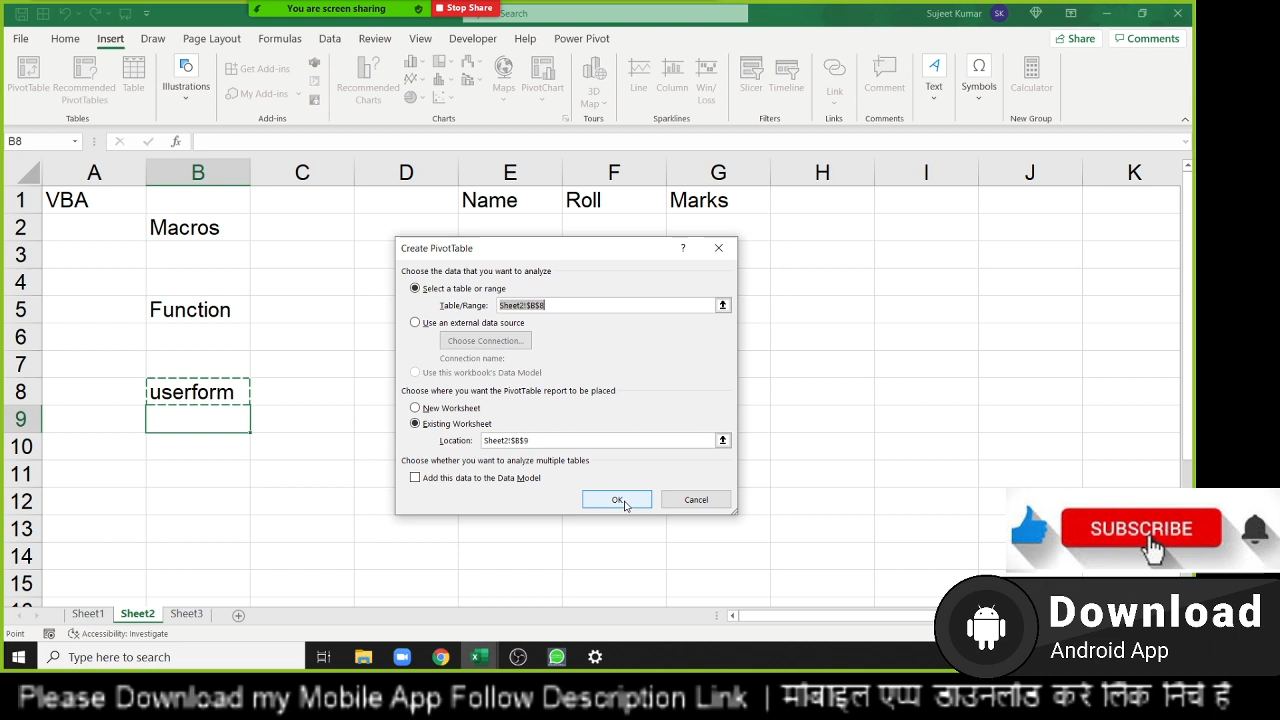 You are screen sharing
Stop Share
Search
Sujeet Kumar
SK
File Home Insert Draw Page Layout Formulas Data Review View Developer Help Power Pivot
Share
Comments
PivotTable
Recommended PivotTables
Table
Illustrations
Get Add-ins
My Add-ins
Recommended Charts
Maps
PivotChart
3D Map
Line
Column
Win/Loss
Slicer
Timeline
Link
Comment
Text
Symbols
Calculator
Tables
Add-ins
Charts
Tours
Sparklines
Filters
Links
Comments
New Group
B8
fx
A B C D E F G H I J K
1 VBA Name Roll Marks
2 Macros
3
4
5 Function
6
7
8 userform
9
10
11
12
13
14
15
Create PivotTable
?
Choose the data that you want to analyze
Select a table or range
Table/Range: Sheet2!$B$8
Use an external data source
Choose Connection...
Connection name:
Use this workbook's Data Model
Choose where you want the PivotTable report to be placed
New Worksheet
Existing Worksheet
Location: Sheet2!$B$9
Choose whether you want to analyze multiple tables
Add this data to the Data Model
OK
Cancel
SUBSCRIBE
Sheet1 Sheet2 Sheet3
Point
Accessibility: Investigate
Download
Android App
Type here to search
Please Download my Mobile App Follow Description Link | मोबाइल एप्प डाउनलोड करे लिंक निचे है